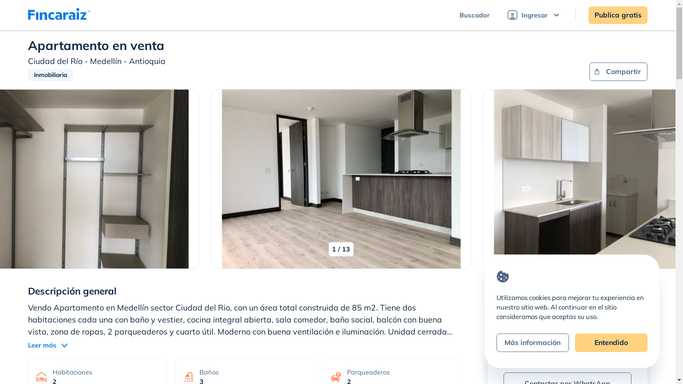 Fincaraiz
Buscador
Ingresar
Publica gratis
Apartamento en venta
Ciudad del Río - Medellín - Antioquia
Inmobiliaria
Compartir
1 / 13
Descripción general
Vendo Apartamento en Medellín sector Ciudad del Rio, con un área total construida de 85 m2. Tiene dos
habitaciones cada una con baño y vestier, cocina integral abierta, sala comedor, baño social, balcón con buena
vista, zona de ropas, 2 parqueaderos y cuarto útil. Moderno con buena ventilación e iluminación. Unidad cerrada...
Leer más
Habitaciones
2
Baños
3
Parqueaderos
2
Utilizamos cookies para mejorar tu experiencia en
nuestro sitio web. Al continuar en el sitio
consideramos que aceptas su uso.
Más información
Entendido
Contactar por WhatsApp